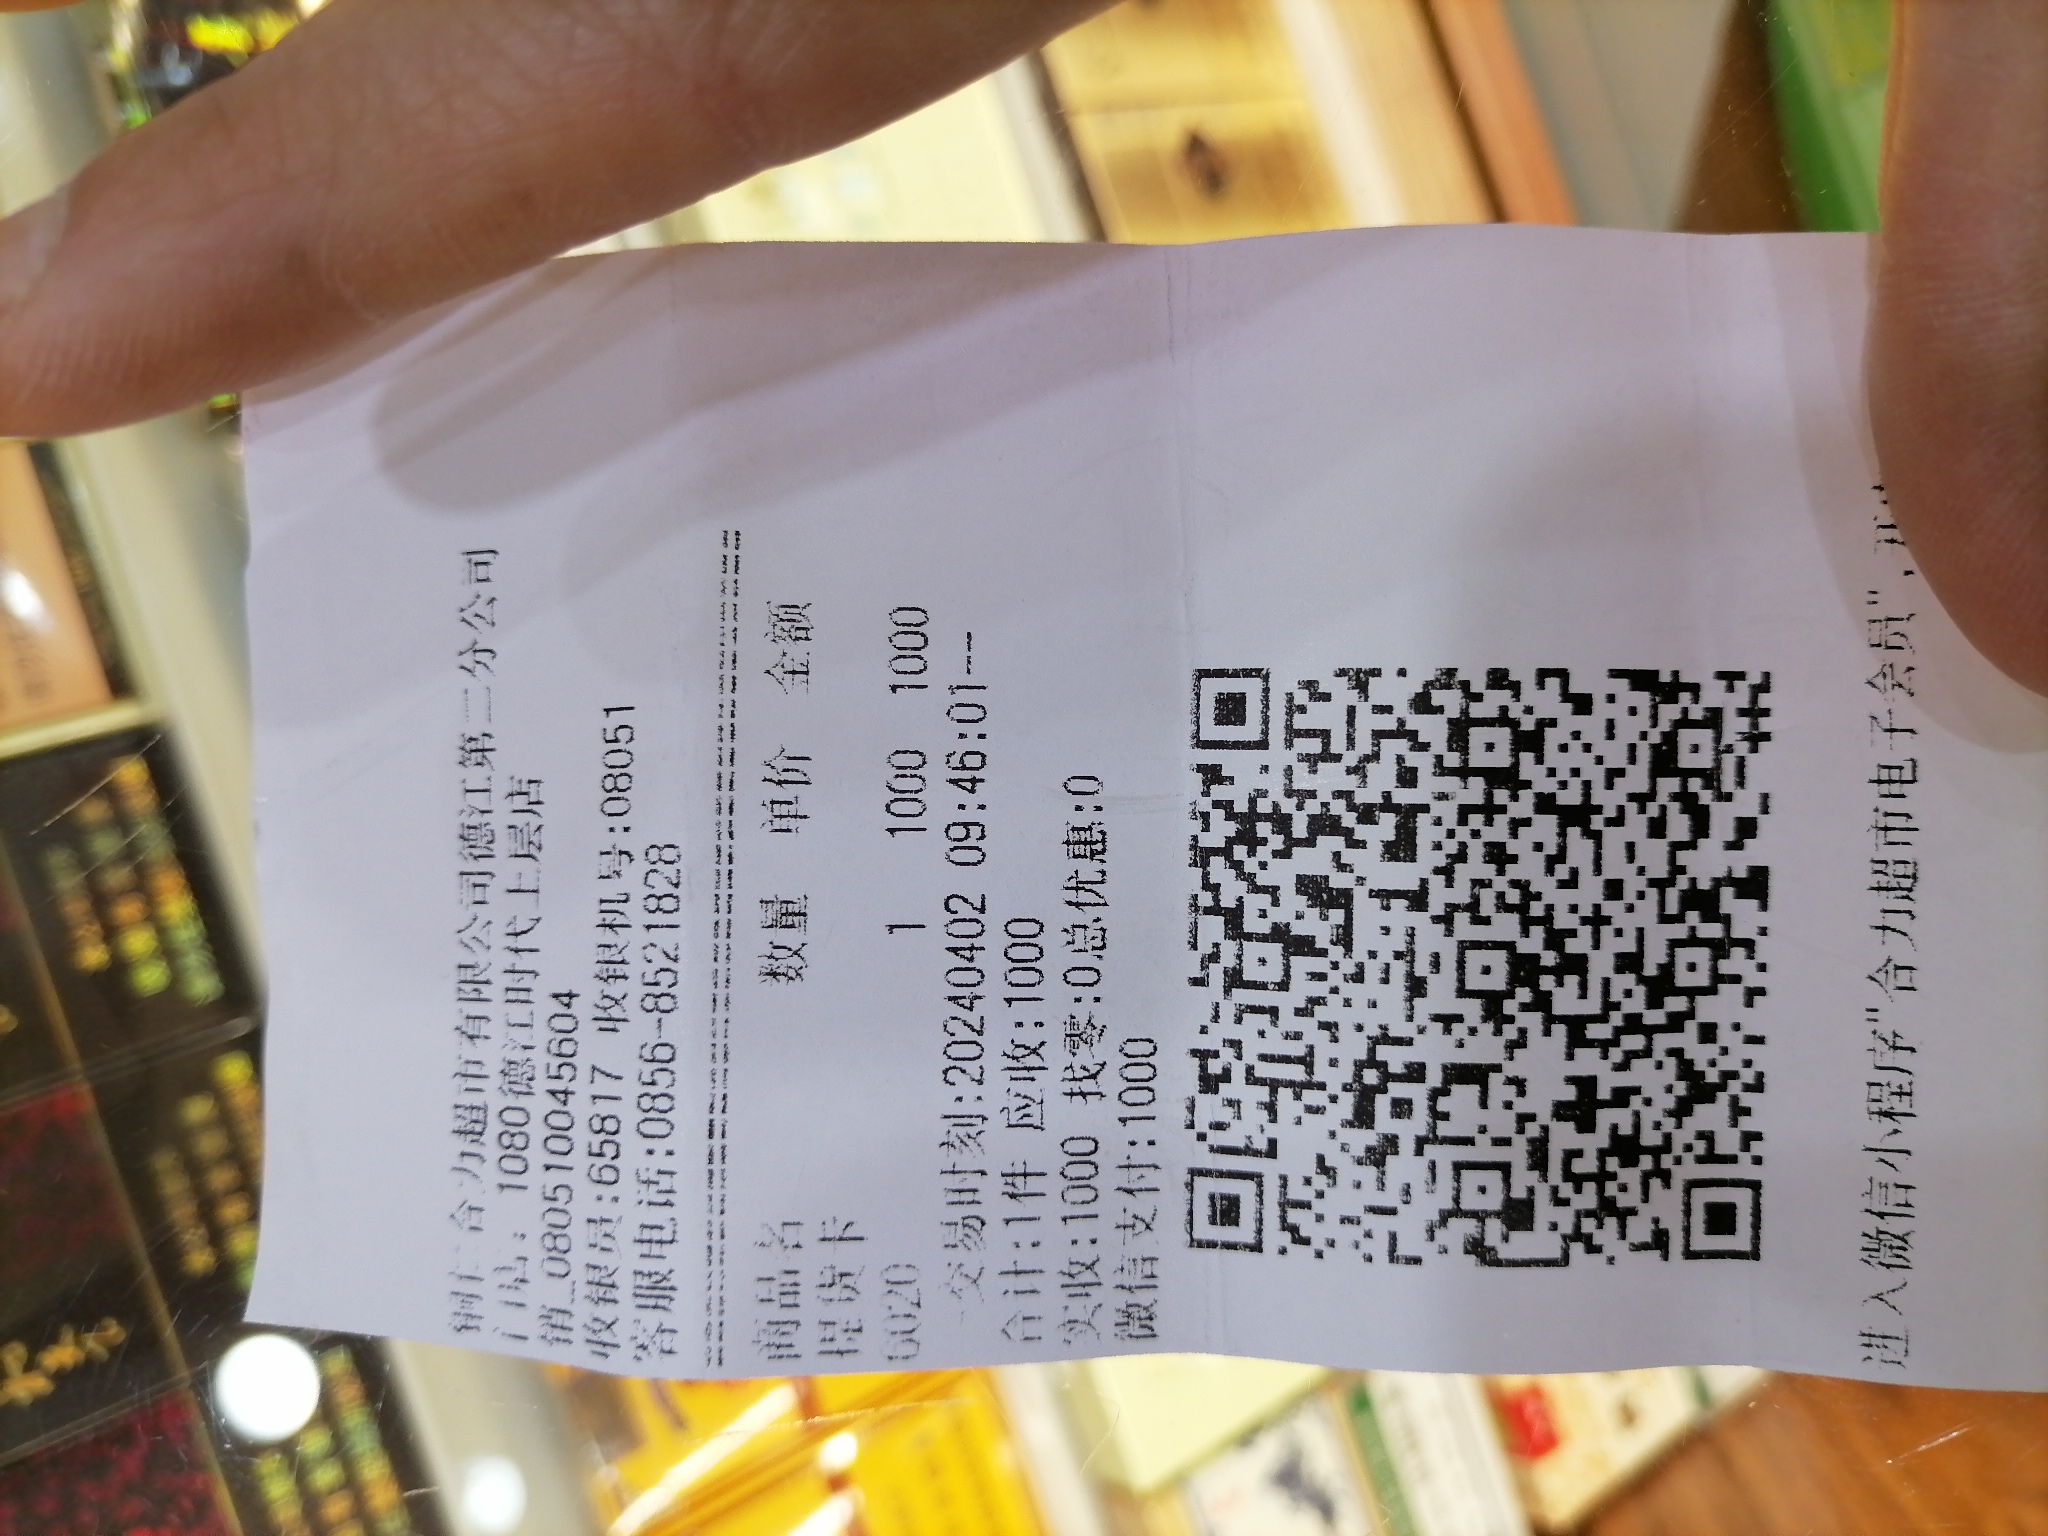 铜仁合力超市有限公司德江第二分公司
门店: 1080德江时代上层店
销_080510045604
收银员:65817 收银机号:08051
客服电话:0856-8521828
商品名 数量 单价 金额
提货卡
6020 1 1000 1000
-交易时刻:20240402 09:46:01--
合计:1件 应收:1000
实收:1000 找零:0总优惠:0
微信支付:1000
进入微信小程序"合力超市电子会员",